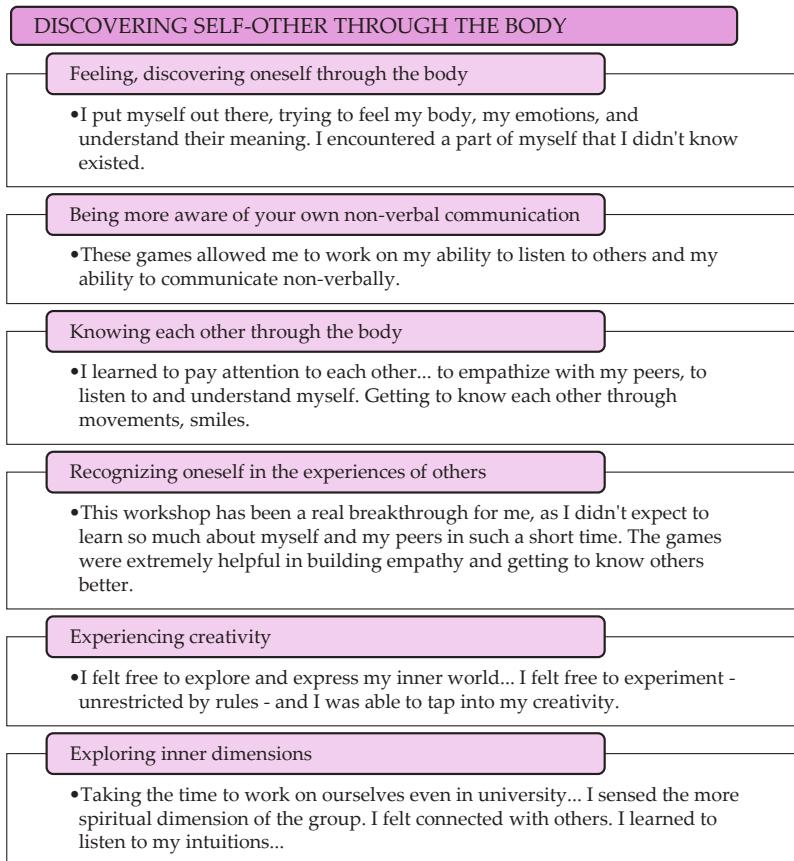 DISCOVERING SELF-OTHER THROUGH THE BODY
Feeling, discovering oneself through the body
•I put myself out there, trying to feel my body, my emotions, and
understand their meaning. I encountered a part of myself that I didn't know
existed.
Being more aware of your own non-verbal communication
•These games allowed me to work on my ability to listen to others and my
ability to communicate non-verbally.
Knowing each other through the body
•I learned to pay attention to each other... to empathize with my peers, to
listen to and understand myself. Getting to know each other through
movements, smiles.
Recognizing oneself in the experiences of others
•This workshop has been a real breakthrough for me, as I didn't expect to
learn so much about myself and my peers in such a short time. The games
were extremely helpful in building empathy and getting to know others
better.
Experiencing creativity
•I felt free to explore and express my inner world... I felt free to experiment -
unrestricted by rules - and I was able to tap into my creativity.
Exploring inner dimensions
•Taking the time to work on ourselves even in university... I sensed the more
spiritual dimension of the group. I felt connected with others. I learned to
listen to my intuitions...